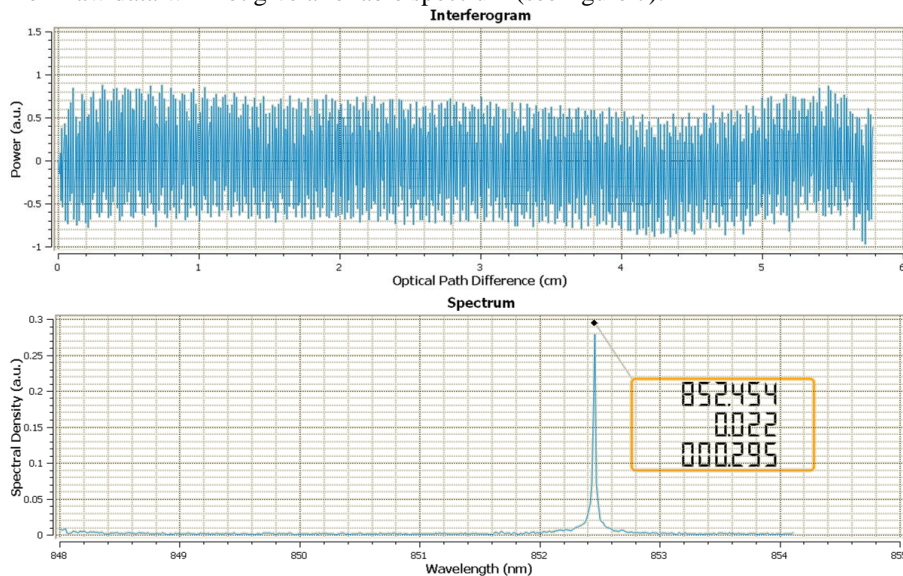 Interferogram
1.5
1
0.5
0
-0.5
-1
Power (a.u.)
0 1 2 3 4 5 6
Optical Path Difference (cm)
Spectrum
0.3
0.25
0.2
0.15
0.1
0.05
0
Spectral Density (a.u.)
852.454
0.022
000.295
848 849 850 851 852 853 854
Wavelength (nm)